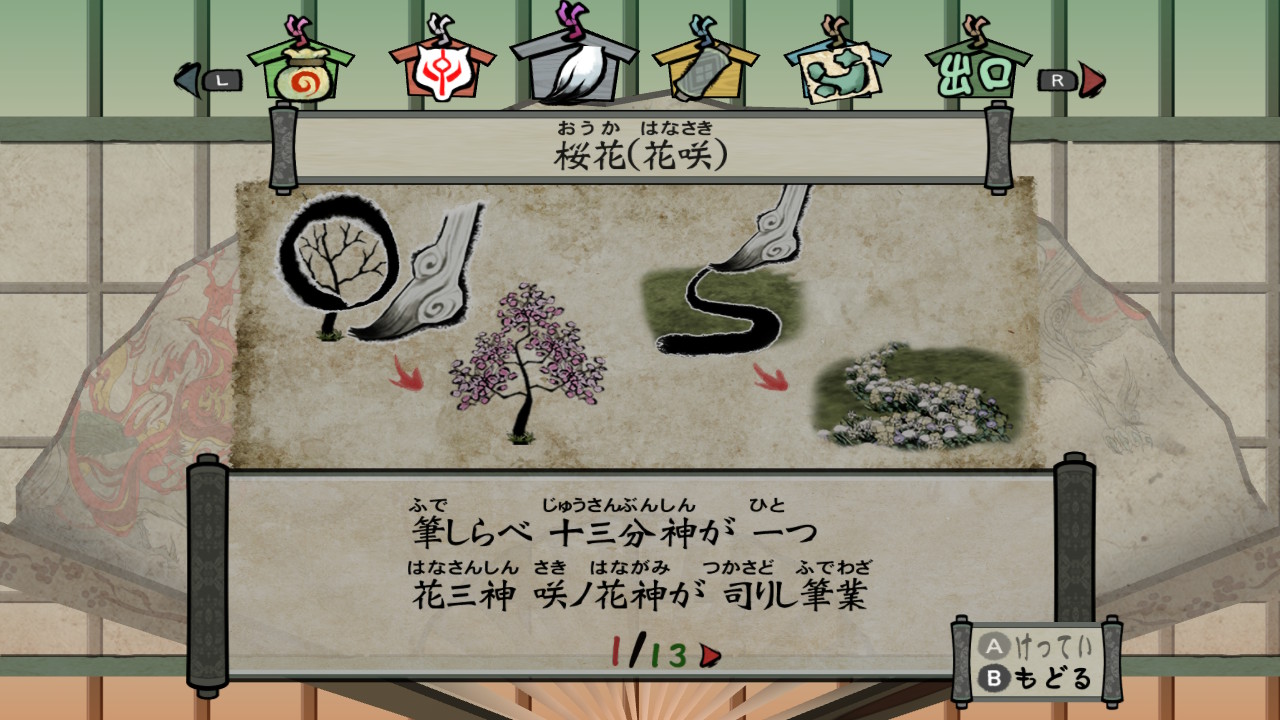 L
出口
R
おうか はなさき
桜花(花咲)
ふで じゅうさんぶんしん ひと
筆しらべ 十三分神が 一つ
はなさんしん さき はながみ つかさど ふでわざ
花三神 咲ノ花神が 司りし筆業
1/13
A けってい
B もどる